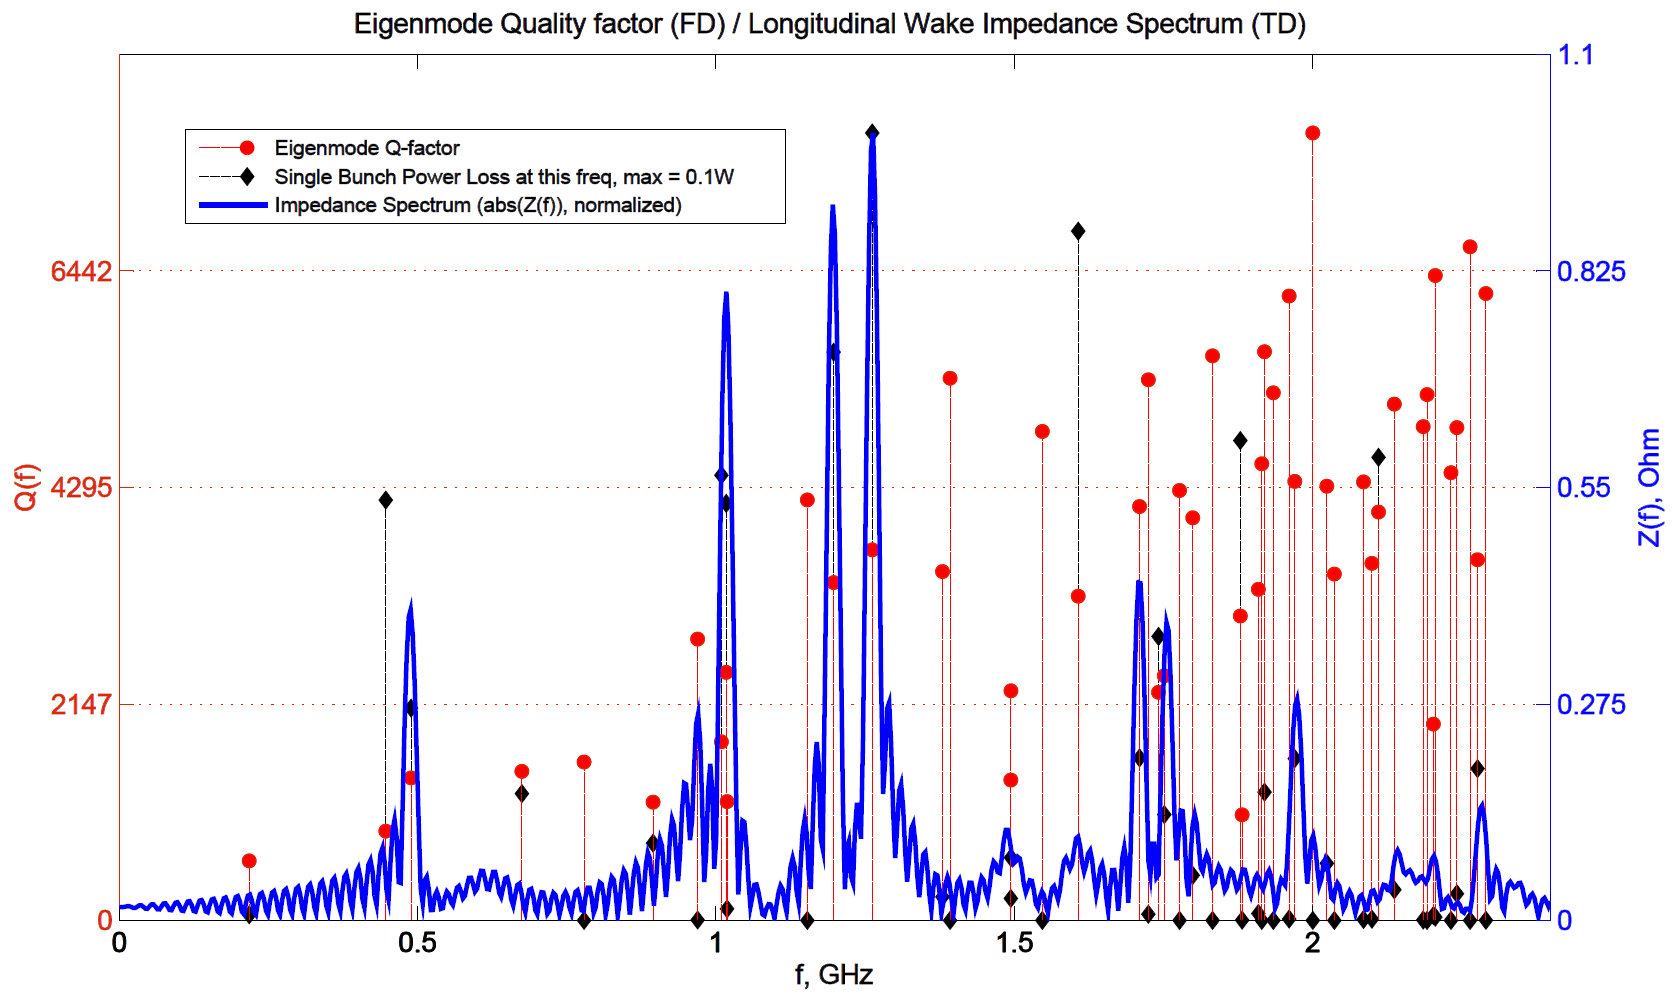 Eigenmode Quality factor (FD) / Longitudinal Wake Impedance Spectrum (TD)
1.1
Eigenmode Q-factor
Single Bunch Power Loss at this freq, max = 0.1W
Impedance Spectrum (abs(Z(f)), normalized)
6442
0.825
Q(f)
4295
0.55
Z(f), Ohm
2147
0.275
0
0
0
0.5
1
1.5
2
f, GHz